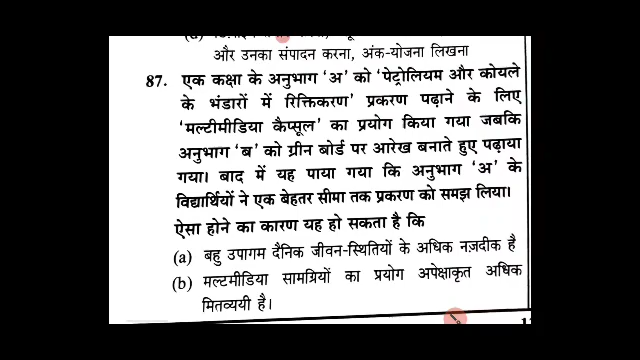 और उनका संपादन करना, अंक-योजना लिखना
87. एक कक्षा के अनुभाग 'अ' को 'पेट्रोलियम और कोयले
के भंडारों में रिक्तिकरण' प्रकरण पढ़ाने के लिए
'मल्टीमीडिया कैप्सूल' का प्रयोग किया गया जबकि
अनुभाग 'ब' को ग्रीन बोर्ड पर आरेख बनाते हुए पढ़ाया
गया। बाद में यह पाया गया कि अनुभाग 'अ' के
विद्यार्थियों ने एक बेहतर सीमा तक प्रकरण को समझ लिया।
ऐसा होने का कारण यह हो सकता है कि
(a) बहु उपागम दैनिक जीवन-स्थितियों के अधिक नज़दीक है
(b) मल्टमीडिया सामग्रियों का प्रयोग अपेक्षाकृत अधिक
मितव्ययी है।